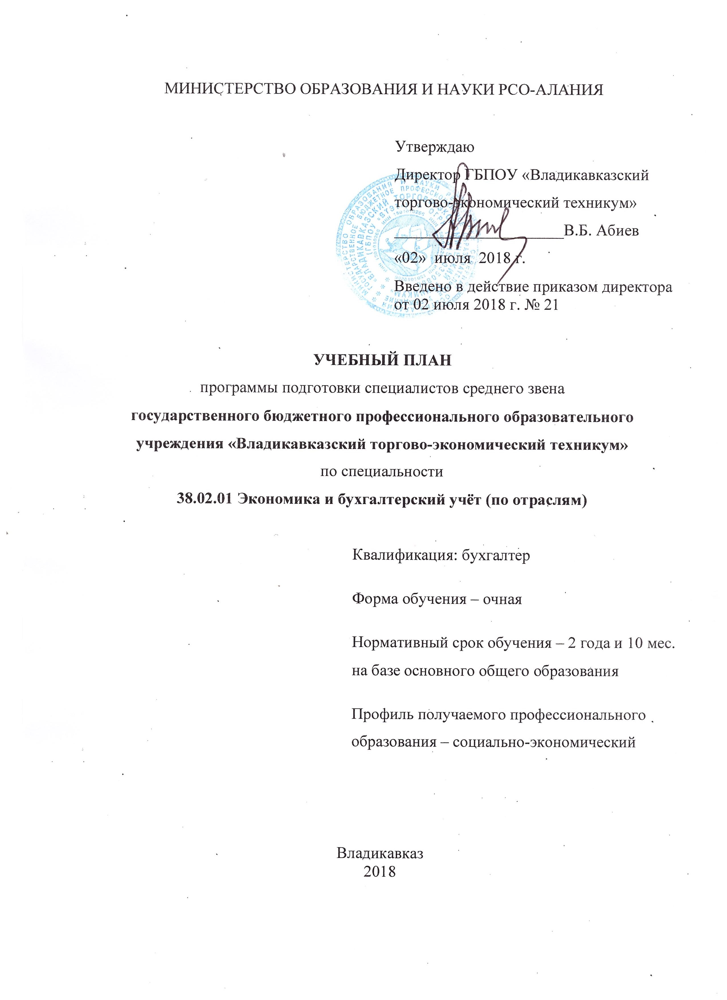 МИНИСТЕРСТВО ОБРАЗОВАНИЯ И НАУКИ РСО-АЛАНИЯ
Утверждаю
Директор ГБПОУ «Владикавказский
торгово-экономический техникум»
____________________В.Б. Абиев
«02» июля 2018 г.
Введено в действие приказом директора
от 02 июля 2018 г. № 21
УЧЕБНЫЙ ПЛАН
программы подготовки специалистов среднего звена
государственного бюджетного профессионального образовательного
учреждения «Владикавказский торгово-экономический техникум»
по специальности
38.02.01 Экономика и бухгалтерский учёт (по отраслям)
Квалификация: бухгалтер
Форма обучения – очная
Нормативный срок обучения – 2 года и 10 мес.
на базе основного общего образования
Профиль получаемого профессионального
образования – социально-экономический
Владикавказ
2018